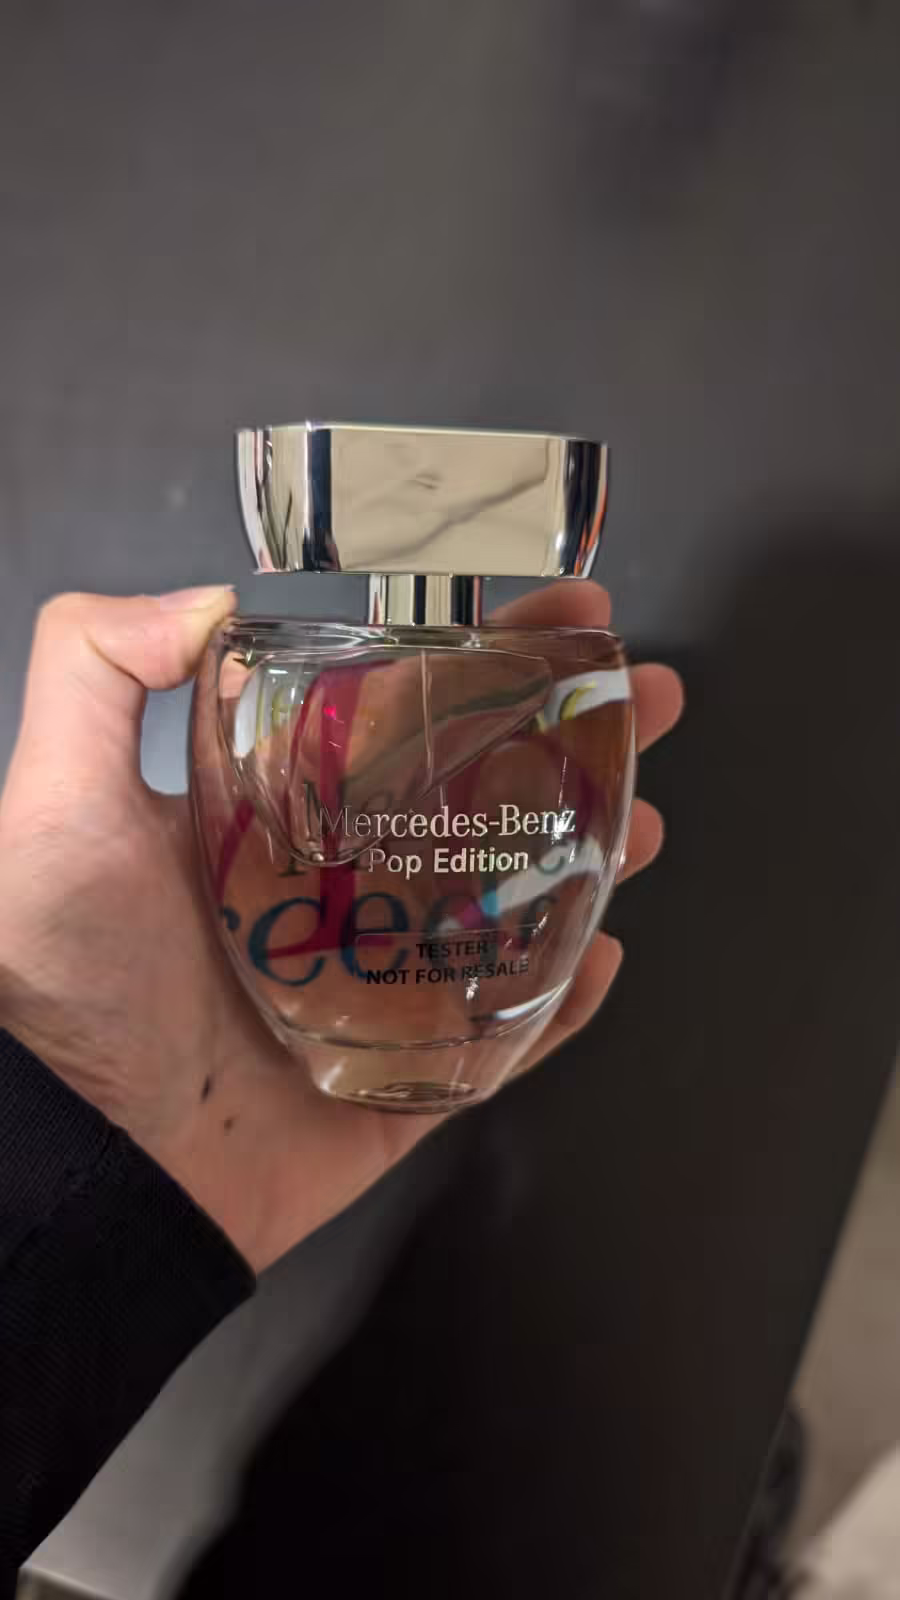 Mercedes-Benz
Pop Edition
TESTER
NOT FOR RESALE